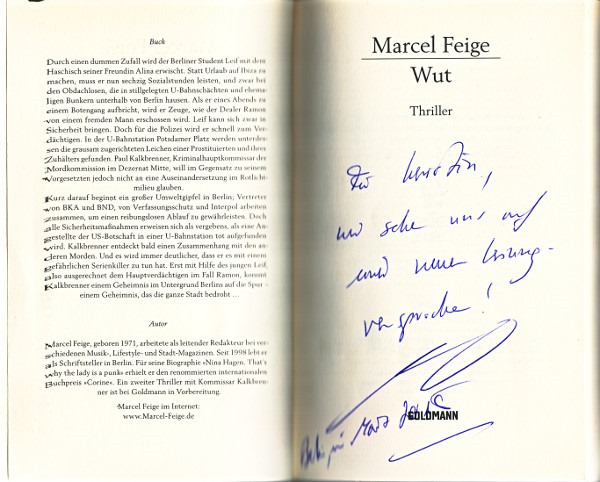 Buch
Durch einen dummen Zufall wird der Berliner Student Leif mit dem
Haschisch seiner Freundin Alina erwischt. Statt Urlaub auf Ibiza zu
machen, muss er nun sechzig Sozialstunden leisten, und zwar bei
den Obdachlosen, die in stillgelegten U-Bahnschächten und ehema-
ligen Bunkern unterhalb von Berlin hausen. Als er eines Abends zu
einem Botengang aufbricht, wird er Zeuge, wie der Dealer Ramon
von einem fremden Mann erschossen wird. Leif kann sich zwar in
Sicherheit bringen. Doch für die Polizei wird er schnell zum Ver-
dächtigen. In der U-Bahnstation Potsdamer Platz werden unterdes-
sen die grausam zugerichteten Leichen einer Prostituierten und ihres
Zuhälters gefunden. Paul Kalkbrenner, Kriminalhauptkommissar der
Mordkommission im Dezernat Mitte, will im Gegensatz zu seinem
Vorgesetzten jedoch nicht an eine Auseinandersetzung im Rotlicht-
milieu glauben.
Kurz darauf beginnt ein großer Umweltgipfel in Berlin; Vertreter
von BKA und BND, von Verfassungsschutz und Interpol arbeiten
zusammen, um einen reibungslosen Ablauf zu gewährleisten. Doch
alle Sicherheitsmaßnahmen erweisen sich als vergebens, als eine An-
gestellte der US-Botschaft in einer U-Bahnstation tot aufgefunden
wird. Kalkbrenner entdeckt bald einen Zusammenhang mit den an-
deren Morden. Und es wird immer deutlicher, dass er es mit einem
gefährlichen Serienkiller zu tun hat. Erst mit Hilfe des jungen Leif,
also ausgerechnet dem Hauptverdächtigen im Fall Ramon, kommt
Kalkbrenner einem Geheimnis im Untergrund Berlins auf die Spur –
einem Geheimnis, das die ganze Stadt bedroht ...
Autor
Marcel Feige, geboren 1971, arbeitete als leitender Redakteur bei ver-
schiedenen Musik-, Lifestyle- und Stadt-Magazinen. Seit 1998 lebt er
als Schriftsteller in Berlin. Für seine Biographie »Nina Hagen. That's
why the lady is a punk« erhielt er den renommierten internationalen
Buchpreis »Corine«. Ein zweiter Thriller mit Kommissar Kalkbren-
ner ist bei Goldmann in Vorbereitung.
Marcel Feige im Internet:
www.Marcel-Feige.de.
Marcel Feige
Wut
Thriller
Für
wir sehen uns auf
neuen Lesung-
versprochen!
GOLDMANN